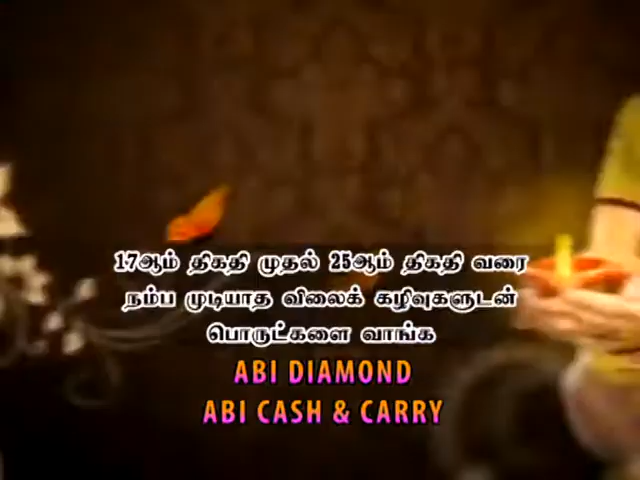 17ஆம் திகதி முதல் 25ஆம் திகதி வரை
நம்ப முடியாத விலைக் கழிவுகளுடன்
பொருட்களை வாங்க
ABI DIAMOND
ABI CASH & CARRY